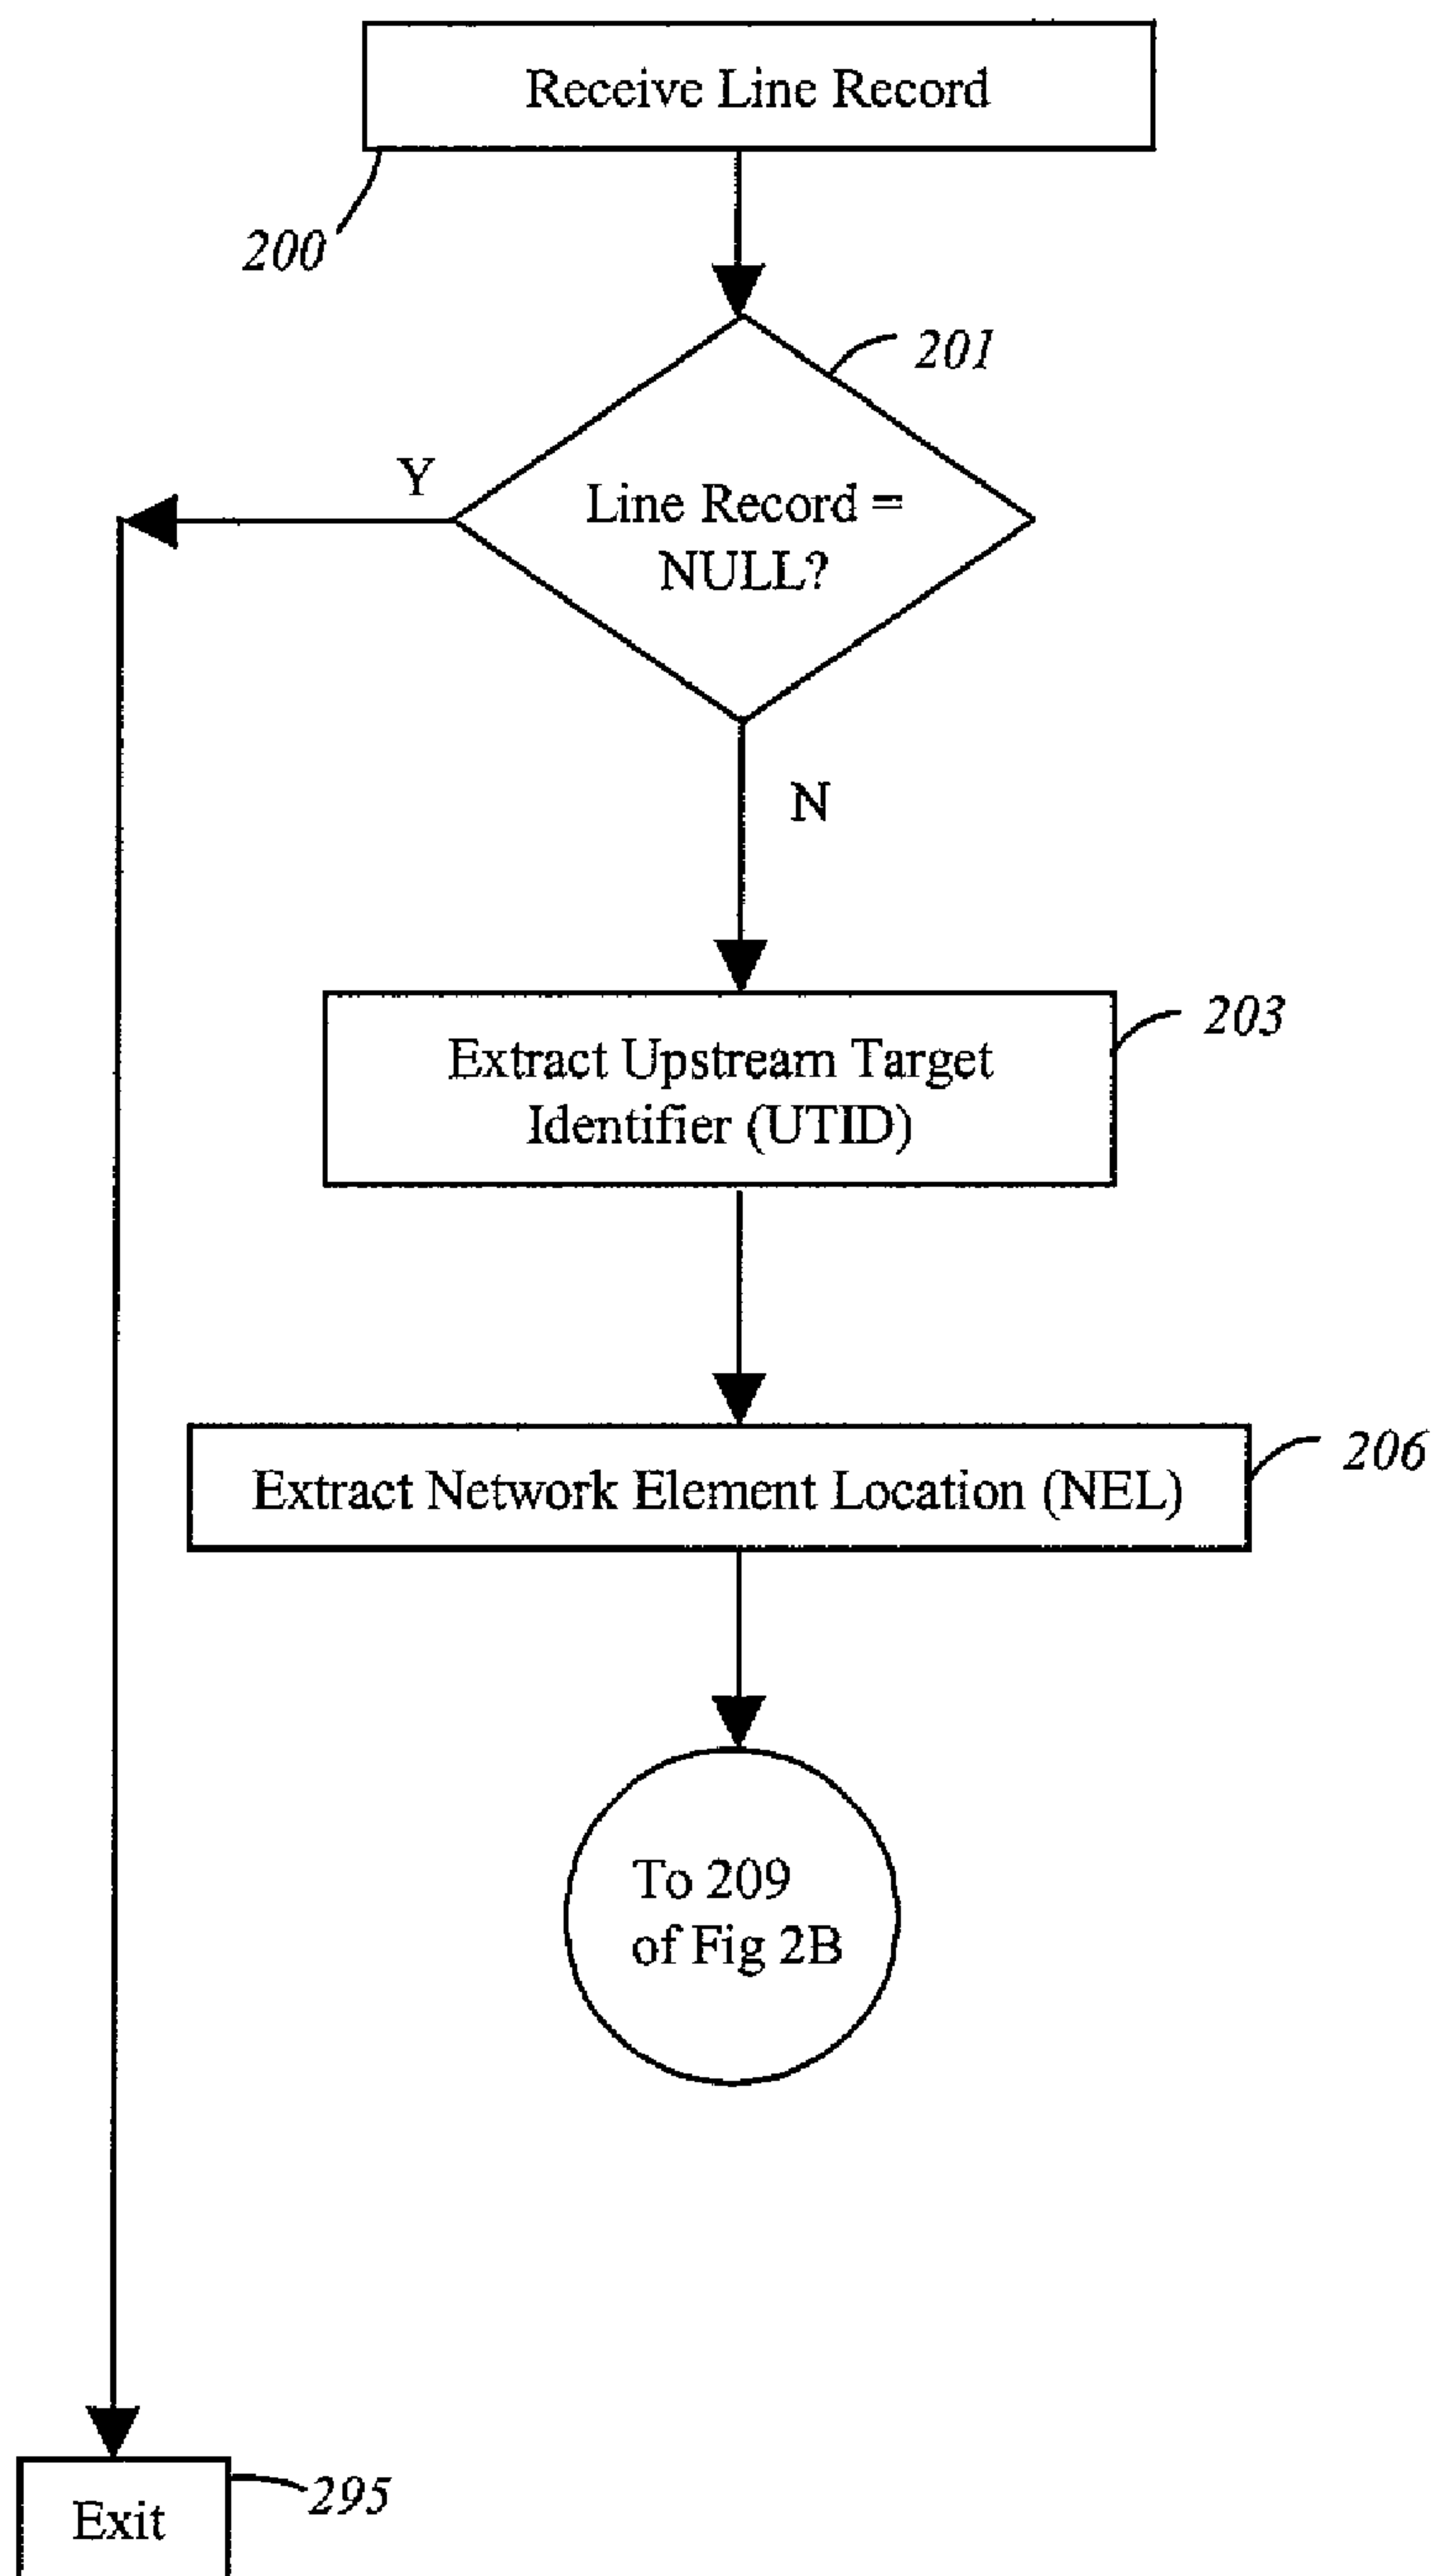 Receive Line Record
200
201
Y
Line Record =
NULL?
N
203
Extract Upstream Target
Identifier (UTID)
206
Extract Network Element Location (NEL)
To 209
of Fig 2B
295
Exit